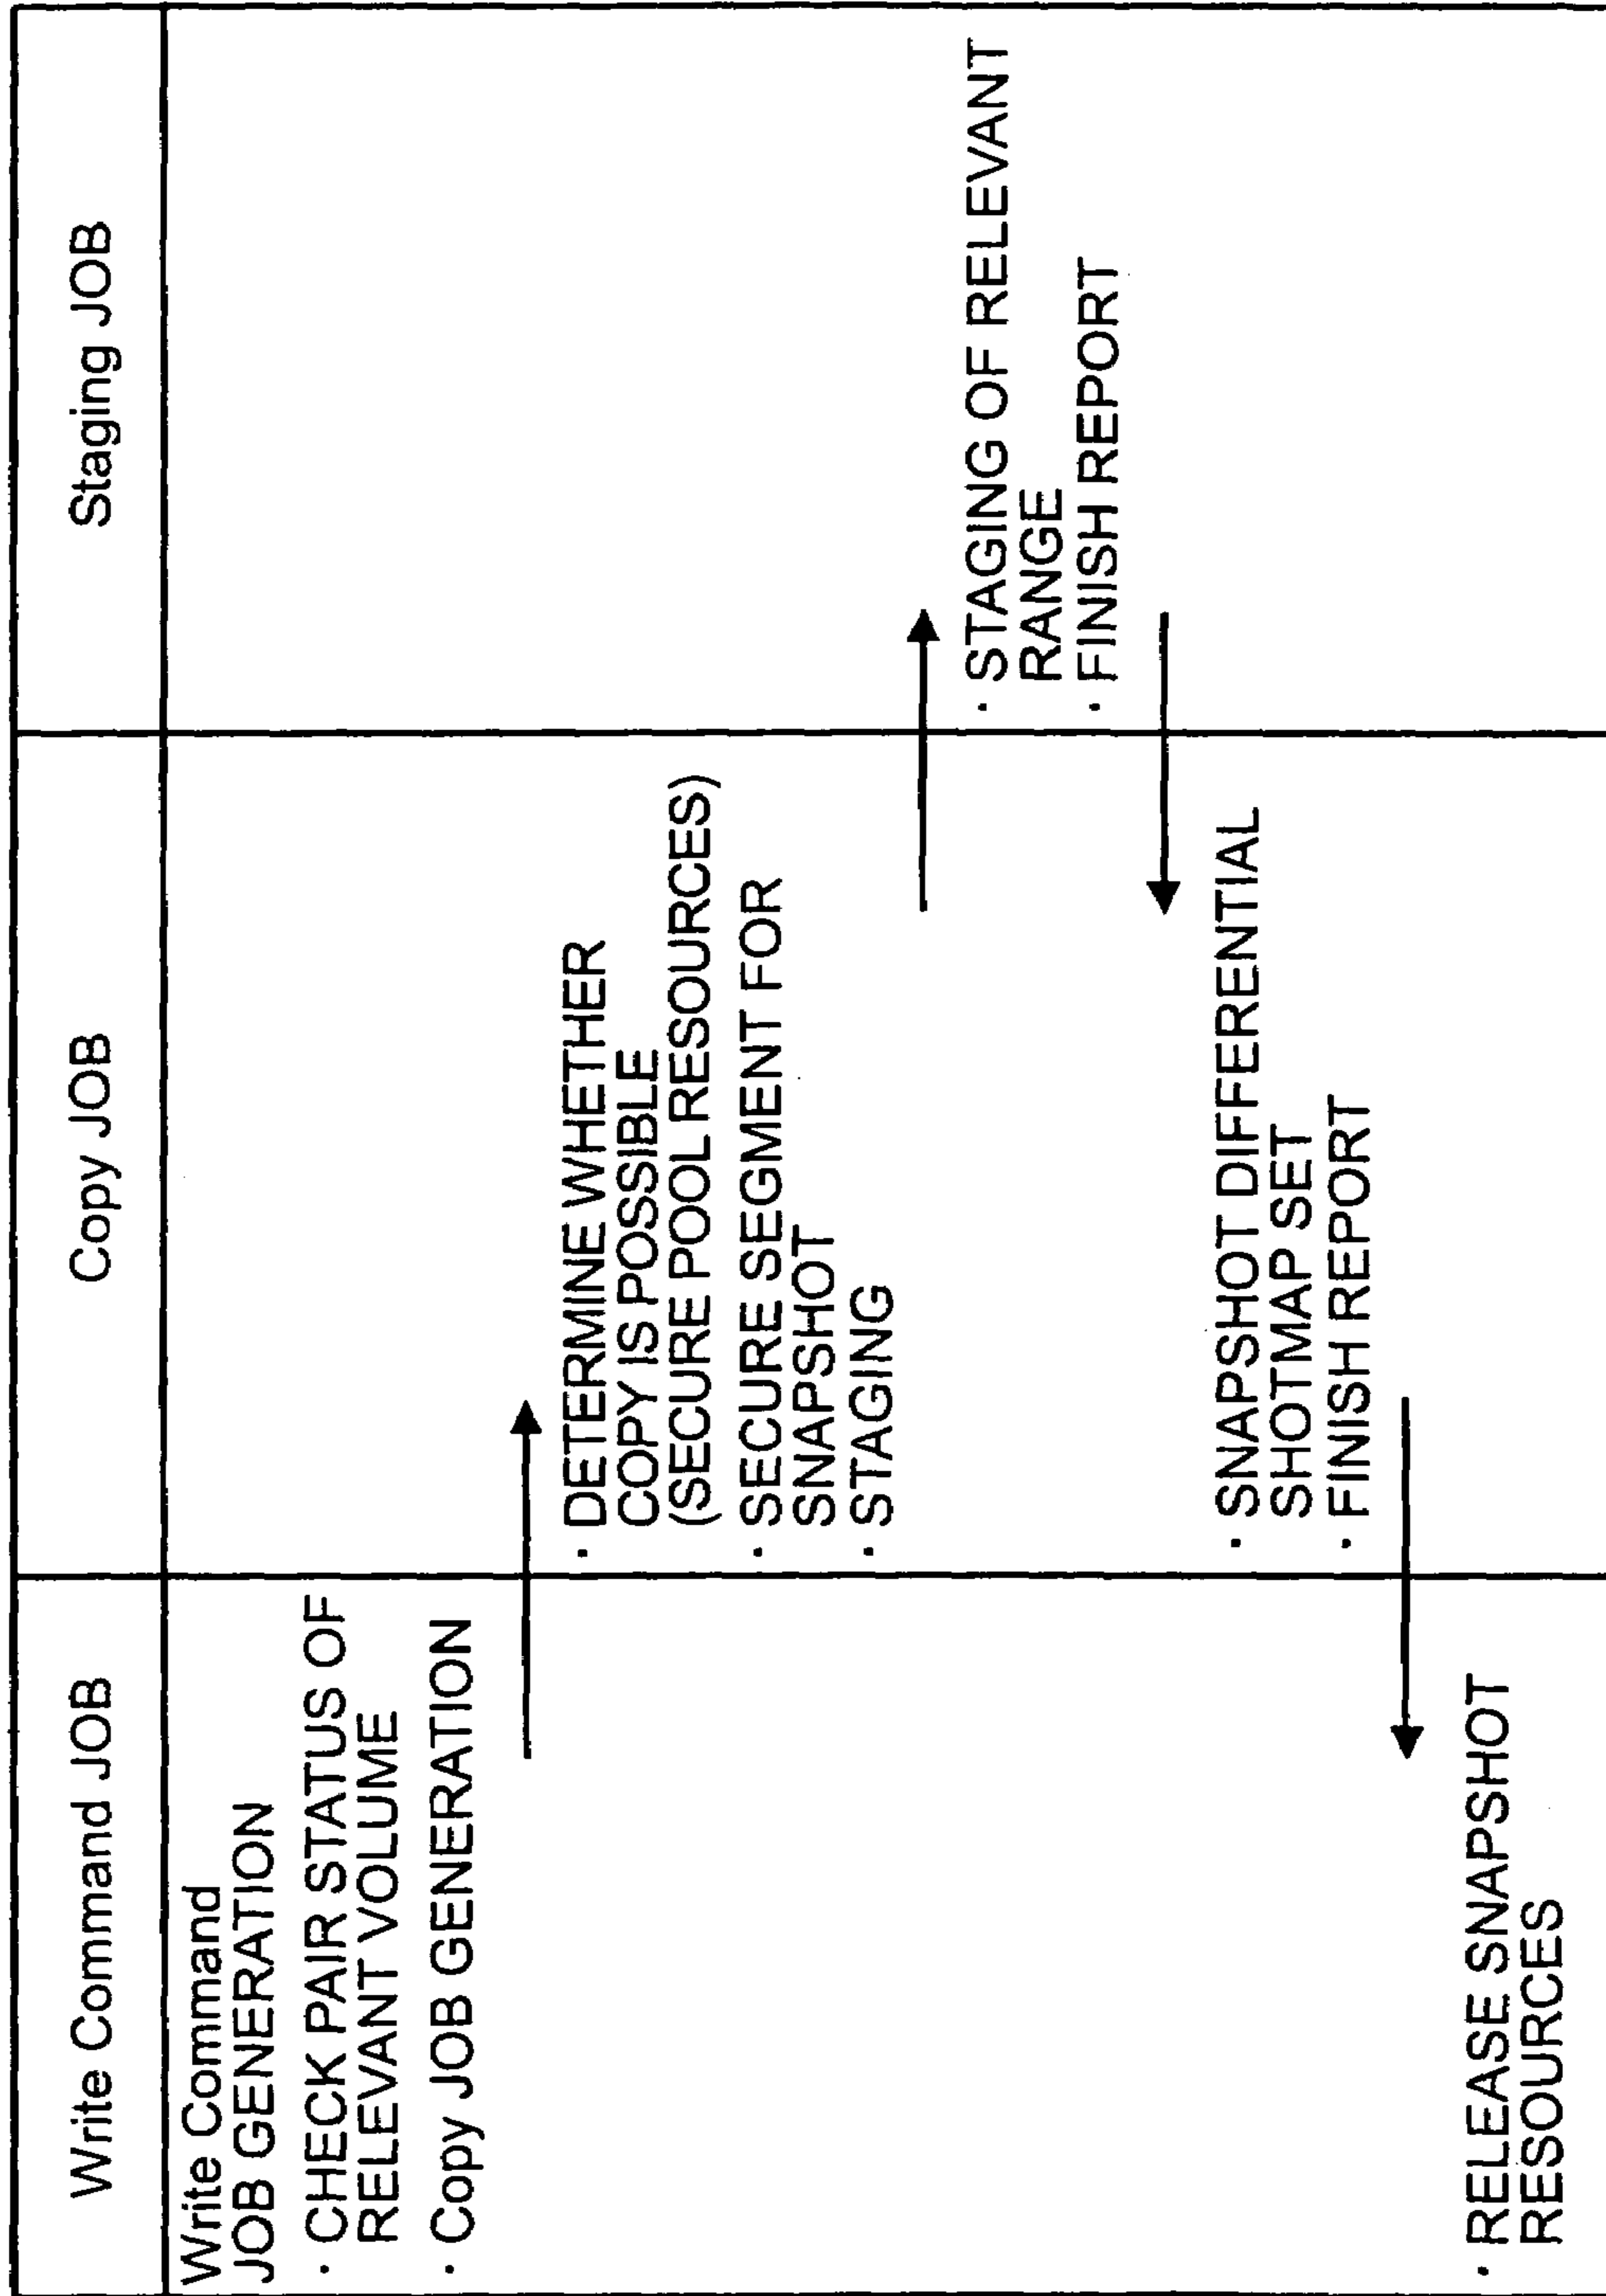 Write Command JOB
Copy JOB
Staging JOB
Write Command
JOB GENERATION
· CHECK PAIR STATUS OF
RELEVANT VOLUME
· Copy JOB GENERATION
· DETERMINE WHETHER
COPY IS POSSIBLE
(SECURE POOL RESOURCES)
· SECURE SEGMENT FOR
SNAPSHOT
· STAGING
· STAGING OF RELEVANT
RANGE
· FINISH REPORT
· SNAPSHOT DIFFERENTIAL
SHOTMAP SET
· FINISH REPORT
· RELEASE SNAPSHOT
RESOURCES